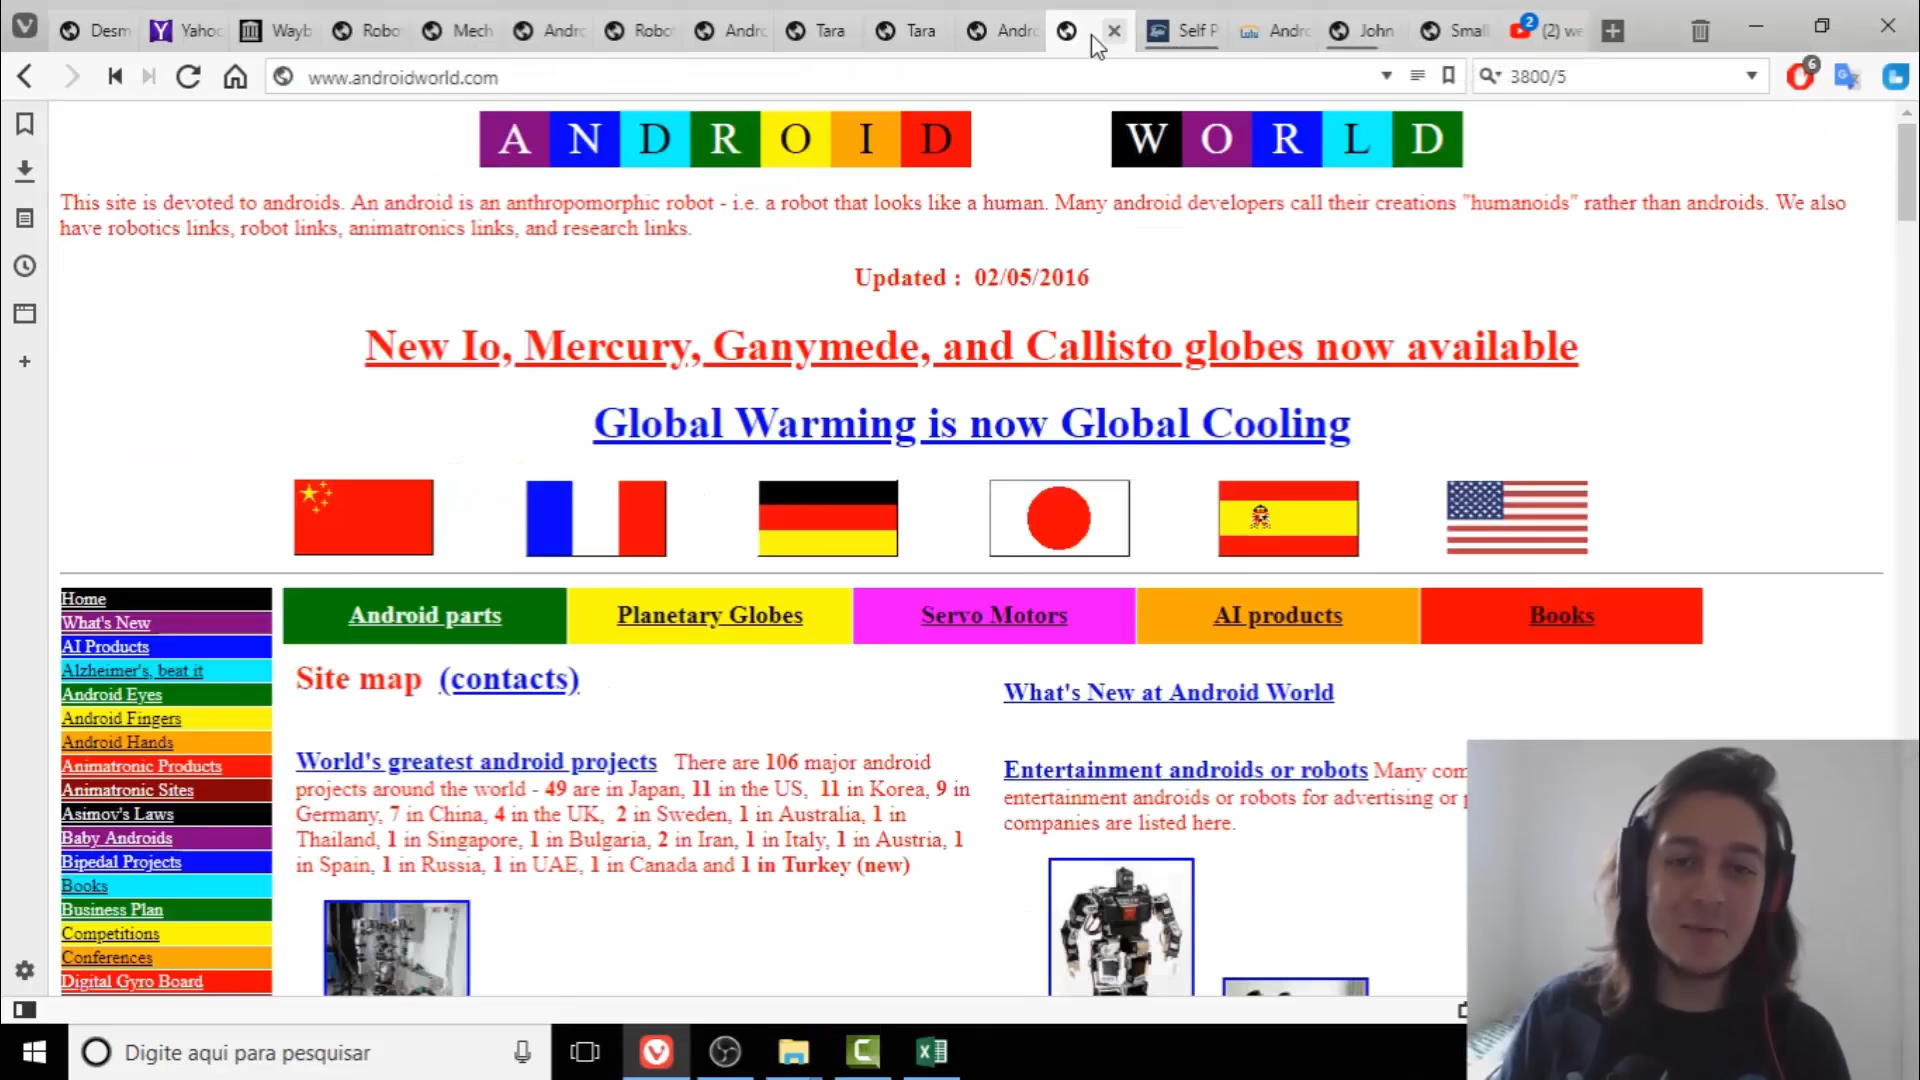 Desm
Yahoc
Wayb
Robo
Mech
Andro
Robo
Andro
Tara
Tara
Andro
Self P
Andro
John
Smal
2
(2) we
www.androidworld.com
3800/5
6
A N D R O I D W O R L D
This site is devoted to androids. An android is an anthropomorphic robot - i.e. a robot that looks like a human. Many android developers call their creations "humanoids" rather than androids. We also
have robotics links, robot links, animatronics links, and research links.
Updated : 02/05/2016
New Io, Mercury, Ganymede, and Callisto globes now available
Global Warming is now Global Cooling
Home
What's New
AI Products
Alzheimer's, beat it
Android Eyes
Android Fingers
Android Hands
Animatronic Products
Animatronic Sites
Asimov's Laws
Baby Androids
Bipedal Projects
Books
Business Plan
Competitions
Conferences
Digital Gyro Board
Android parts
Planetary Globes
Servo Motors
AI products
Books
Site map (contacts)
World's greatest android projects There are 106 major android
projects around the world - 49 are in Japan, 11 in the US, 11 in Korea, 9 in
Germany, 7 in China, 4 in the UK, 2 in Sweden, 1 in Australia, 1 in
Thailand, 1 in Singapore, 1 in Bulgaria, 2 in Iran, 1 in Italy, 1 in Austria, 1
in Spain, 1 in Russia, 1 in UAE, 1 in Canada and 1 in Turkey (new)
What's New at Android World
Entertainment androids or robots Many com
entertainment androids or robots for advertising or
companies are listed here.
Digite aqui para pesquisar